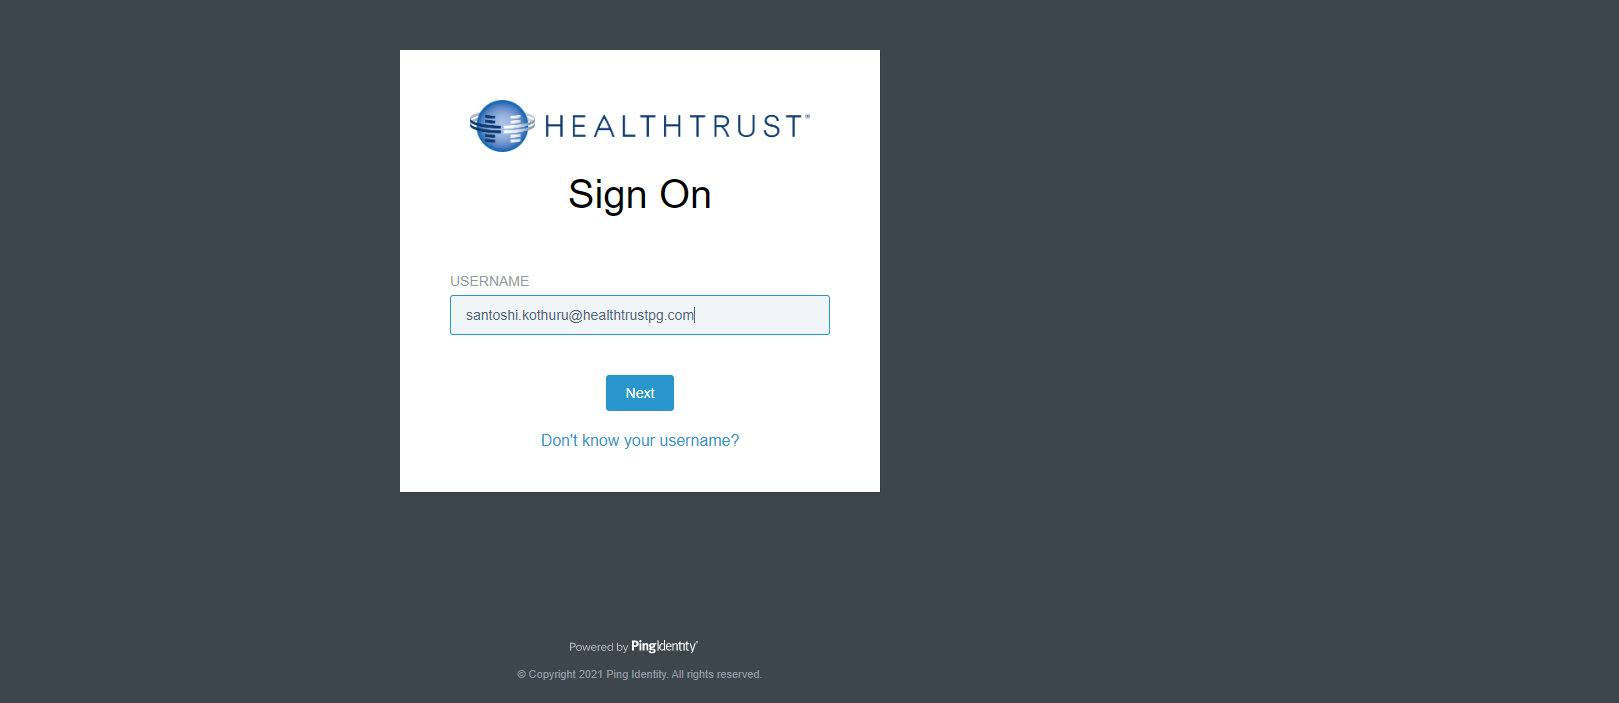 HEALTHTRUST®
Sign On
USERNAME
santoshi.kothuru@healthtrustpg.com
Next
Don't know your username?
Powered by PingIdentity®
© Copyright 2021 Ping Identity. All rights reserved.